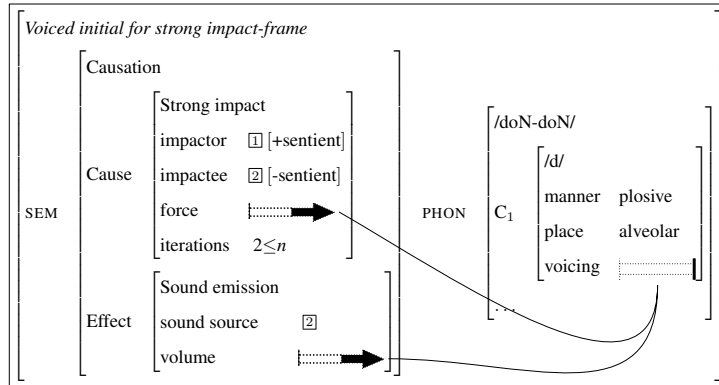 Voiced initial for strong impact-frame
Causation
Strong impact
impactor 1 [+sentient]
Cause impactee 2 [-sentient]
force
iterations 2≤n
SEM
Sound emission
Effect sound source 2
volume
PHON
/doN-doN/
/d/
manner plosive
C₁ place alveolar
voicing
...